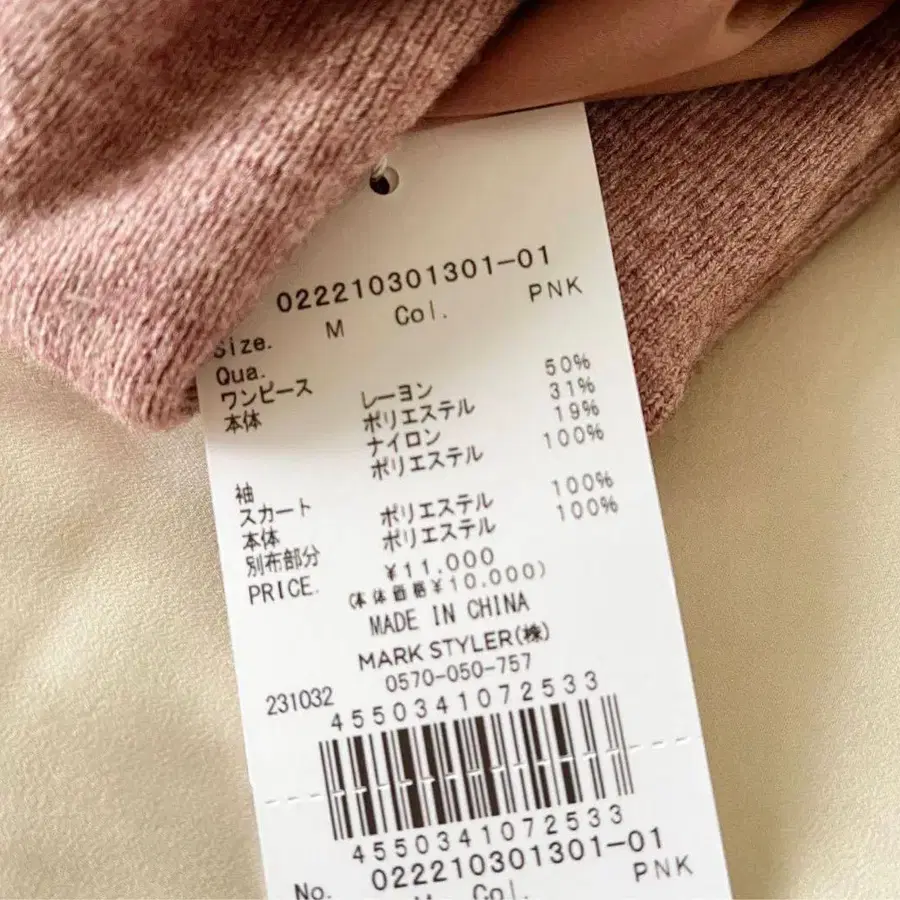 022210301301-01
Size. M Col. PNK
Qua.
ワンピース
本体 レーヨン 50%
ポリエステル 31%
ナイロン 19%
袖 ポリエステル 100%
スカート
本体 ポリエステル 100%
別布部分 ポリエステル 100%
PRICE. ¥11,000
(本体価格¥10,000)
MADE IN CHINA
MARK STYLER(株)
0570-050-757
231032
4550341072533
4550341072533
No. 022210301301-01
M Col. PNK